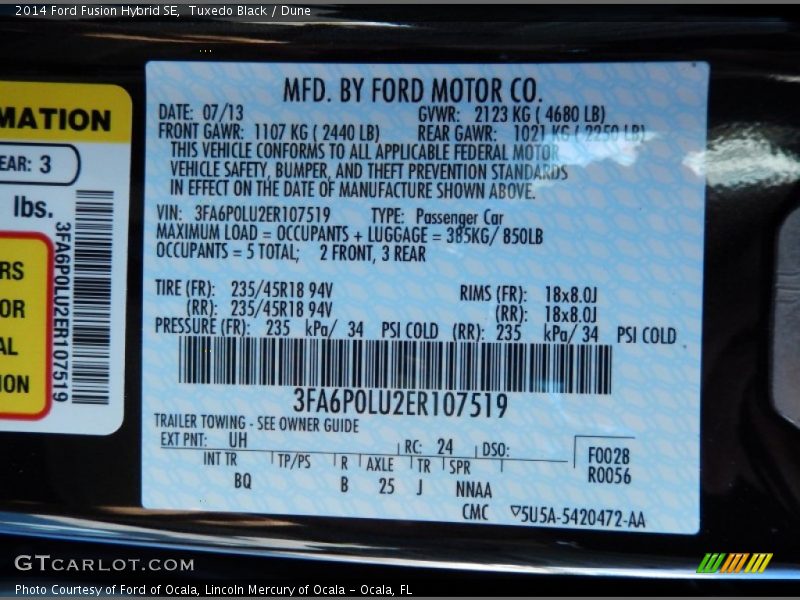 2014 Ford Fusion Hybrid SE, Tuxedo Black / Dune
MATION
EAR: 3
lbs.
RS
OR
AL
ION
3FA6P0LU2ER107519
MFD. BY FORD MOTOR CO.
DATE: 07/13 GVWR: 2123 KG ( 4680 LB)
FRONT GAWR: 1107 KG ( 2440 LB) REAR GAWR: 1021 KG ( 2250 LB)
THIS VEHICLE CONFORMS TO ALL APPLICABLE FEDERAL MOTOR
VEHICLE SAFETY, BUMPER, AND THEFT PREVENTION STANDARDS
IN EFFECT ON THE DATE OF MANUFACTURE SHOWN ABOVE.
VIN: 3FA6P0LU2ER107519 TYPE: Passenger Car
MAXIMUM LOAD = OCCUPANTS + LUGGAGE = 385KG/ 850LB
OCCUPANTS = 5 TOTAL; 2 FRONT, 3 REAR
TIRE (FR): 235/45R18 94V RIMS (FR): 18x8.0J
(RR): 235/45R18 94V (RR): 18x8.0J
PRESSURE (FR): 235 kPa/ 34 PSI COLD (RR): 235 kPa/ 34 PSI COLD
3FA6P0LU2ER107519
TRAILER TOWING - SEE OWNER GUIDE
EXT PNT: UH RC: 24 DSO: F0028
INT TR TP/PS R AXLE TR SPR R0056
BQ B 25 J NNAA
CMC ▽5U5A-5420472-AA
GTCARLOT.COM
Photo Courtesy of Ford of Ocala, Lincoln Mercury of Ocala – Ocala, FL